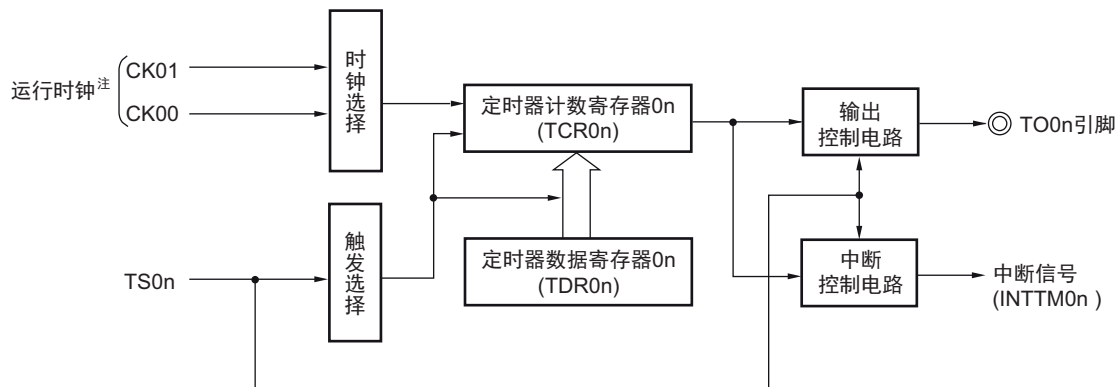 运行时钟注
CK01
CK00
时钟选择
定时器计数寄存器0n
(TCR0n)
输出
控制电路
TO0n引脚
TS0n
触发选择
定时器数据寄存器0n
(TDR0n)
中断
控制电路
中断信号
(INTTM0n )